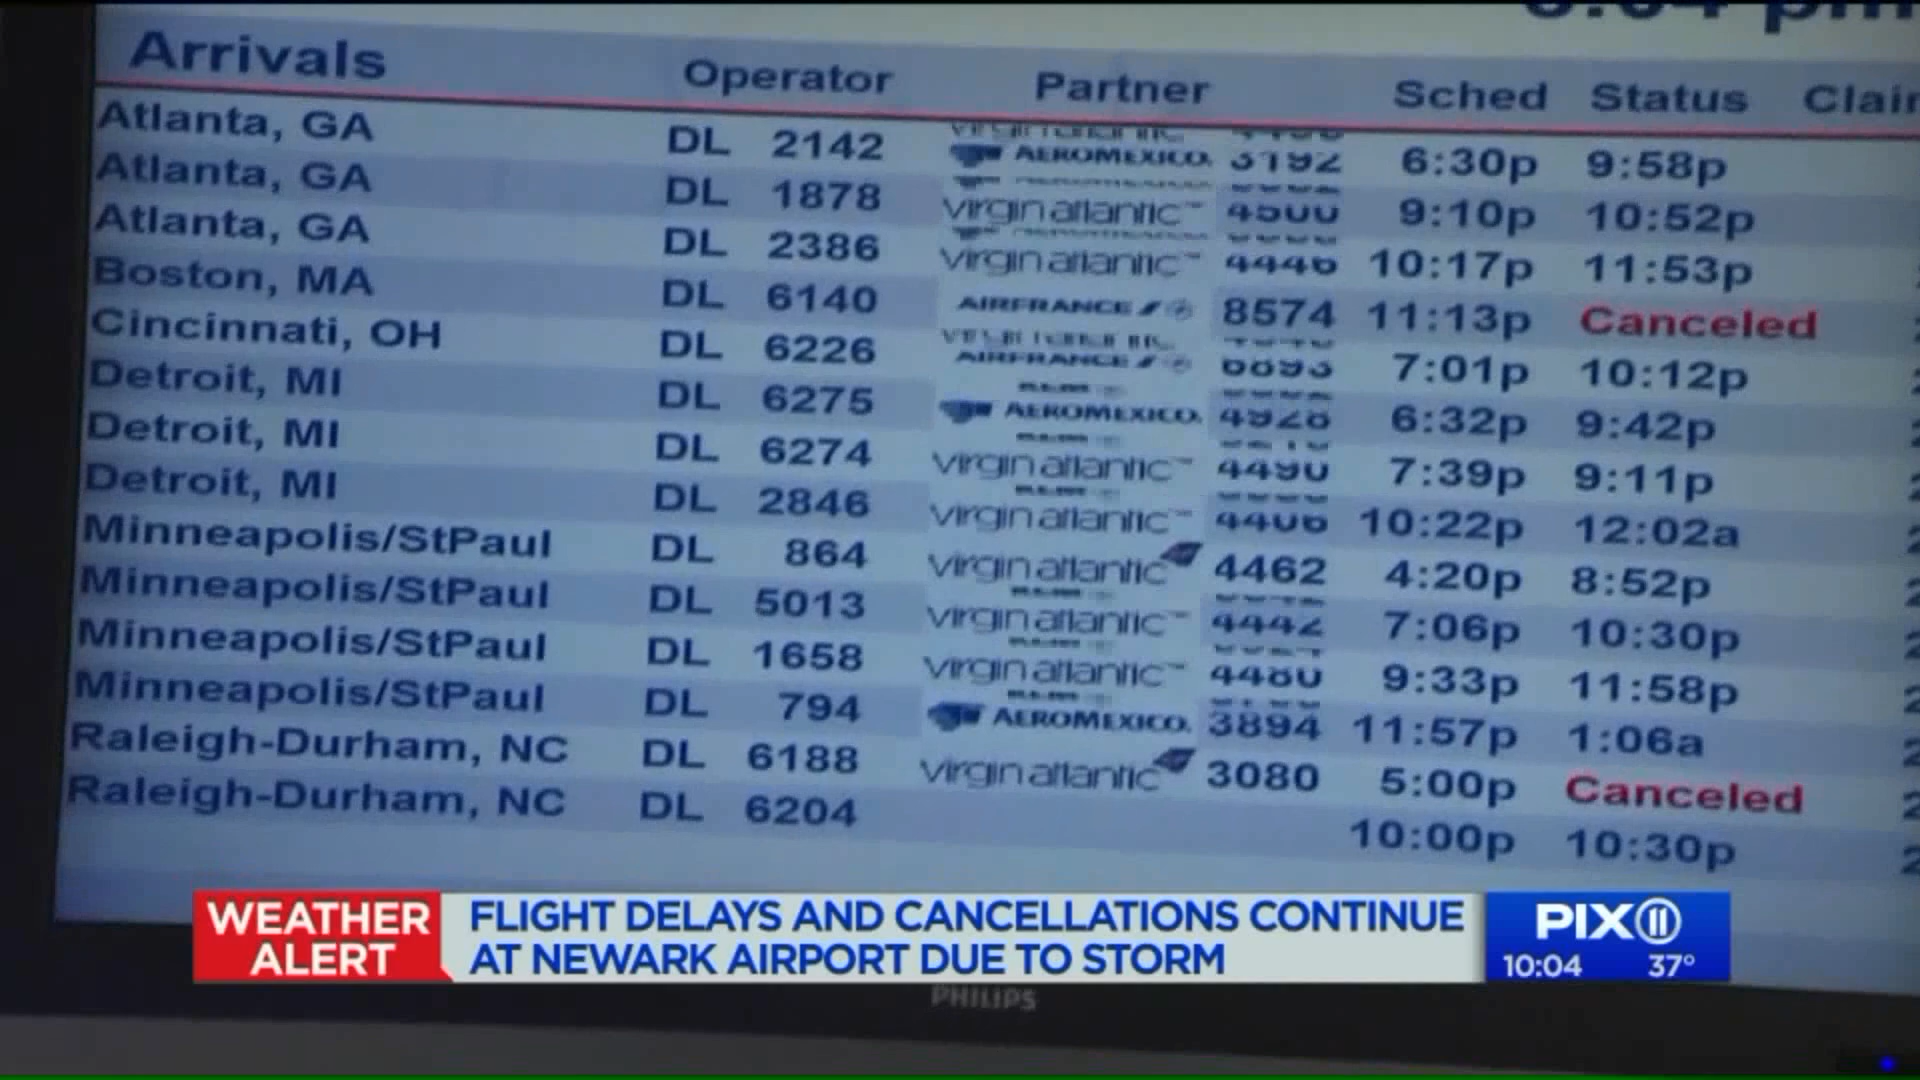 Arrivals Operator Partner Sched Status
Atlanta, GA DL 2142 AEROMEXICO. 3192 6:30p 9:58p
Atlanta, GA DL 1878 virgin atlantic 4500 9:10p 10:52p
Atlanta, GA DL 2386 virgin atlantic 4446 10:17p 11:53p
Boston, MA DL 6140 AIRFRANCE 8574 11:13p Canceled
Cincinnati, OH DL 6226 AIRFRANCE 7:01p 10:12p
Detroit, MI DL 6275 AEROMEXICO. 4928 6:32p 9:42p
Detroit, MI DL 6274 virgin atlantic 4490 7:39p 9:11p
Detroit, MI DL 2846 virgin atlantic 4406 10:22p 12:02a
Minneapolis/StPaul DL 864 virgin atlantic 4462 4:20p 8:52p
Minneapolis/StPaul DL 5013 virgin atlantic 4442 7:06p 10:30p
Minneapolis/StPaul DL 1658 virgin atlantic 4480 9:33p 11:58p
Minneapolis/StPaul DL 794 AEROMEXICO. 3894 11:57p 1:06a
Raleigh-Durham, NC DL 6188 virgin atlantic 3080 5:00p Canceled
Raleigh-Durham, NC DL 6204 10:00p 10:30p
WEATHER ALERT
FLIGHT DELAYS AND CANCELLATIONS CONTINUE
AT NEWARK AIRPORT DUE TO STORM
PIX11
10:04 37°
PHILIPS